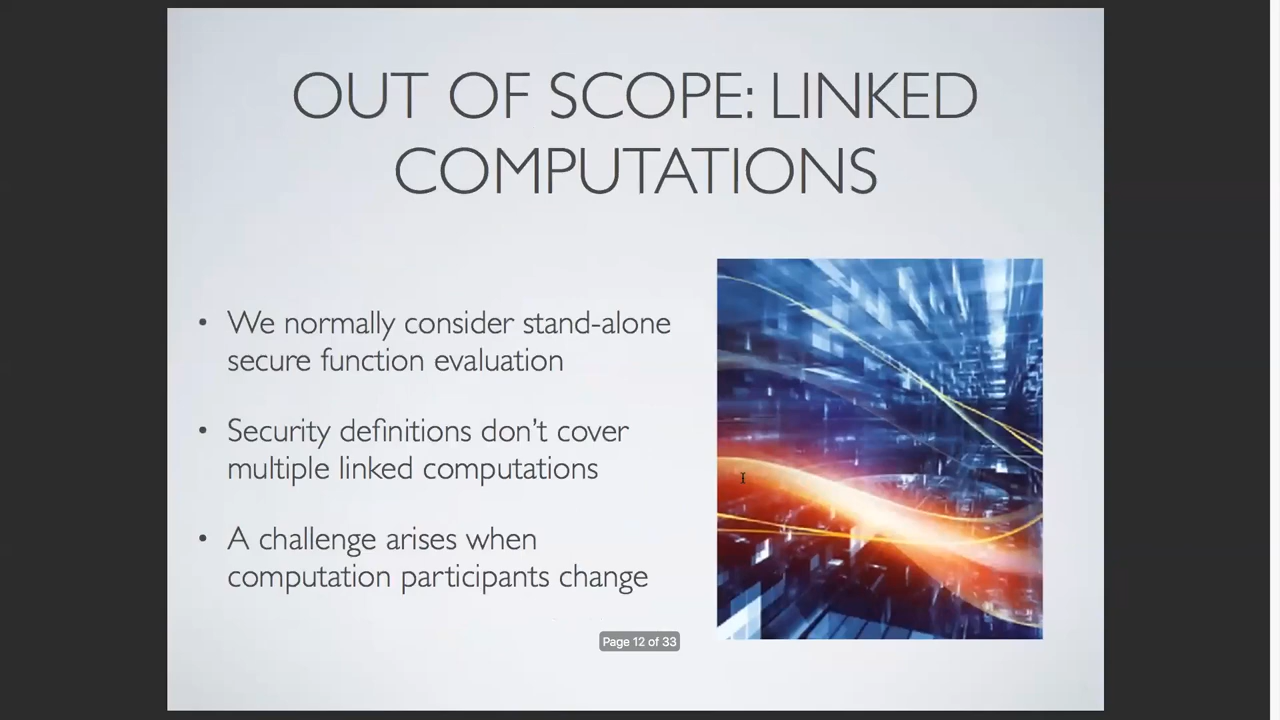 OUT OF SCOPE: LINKED
COMPUTATIONS
• We normally consider stand-alone
secure function evaluation
• Security definitions don't cover
multiple linked computations
• A challenge arises when
computation participants change
Page 12 of 33